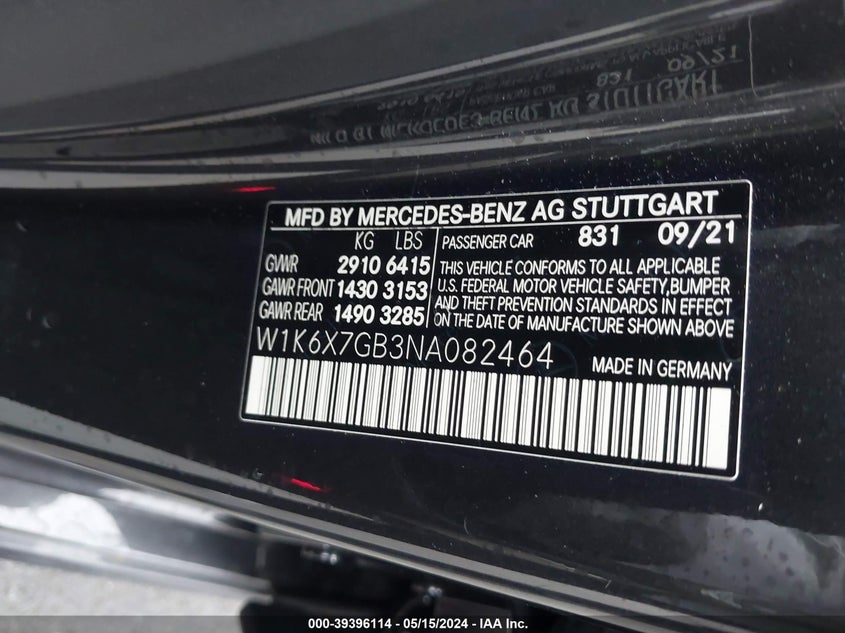 MFD BY MERCEDES-BENZ AG STUTTGART
KG LBS
GVWR 2910 6415
GAWR FRONT 1430 3153
GAWR REAR 1490 3285
PASSENGER CAR 831 09/21
THIS VEHICLE CONFORMS TO ALL APPLICABLE
U.S. FEDERAL MOTOR VEHICLE SAFETY,BUMPER
AND THEFT PREVENTION STANDARDS IN EFFECT
ON THE DATE OF MANUFACTURE SHOWN ABOVE
W1K6X7GB3NA082464
MADE IN GERMANY
000-39396114 - 05/15/2024 - IAA Inc.